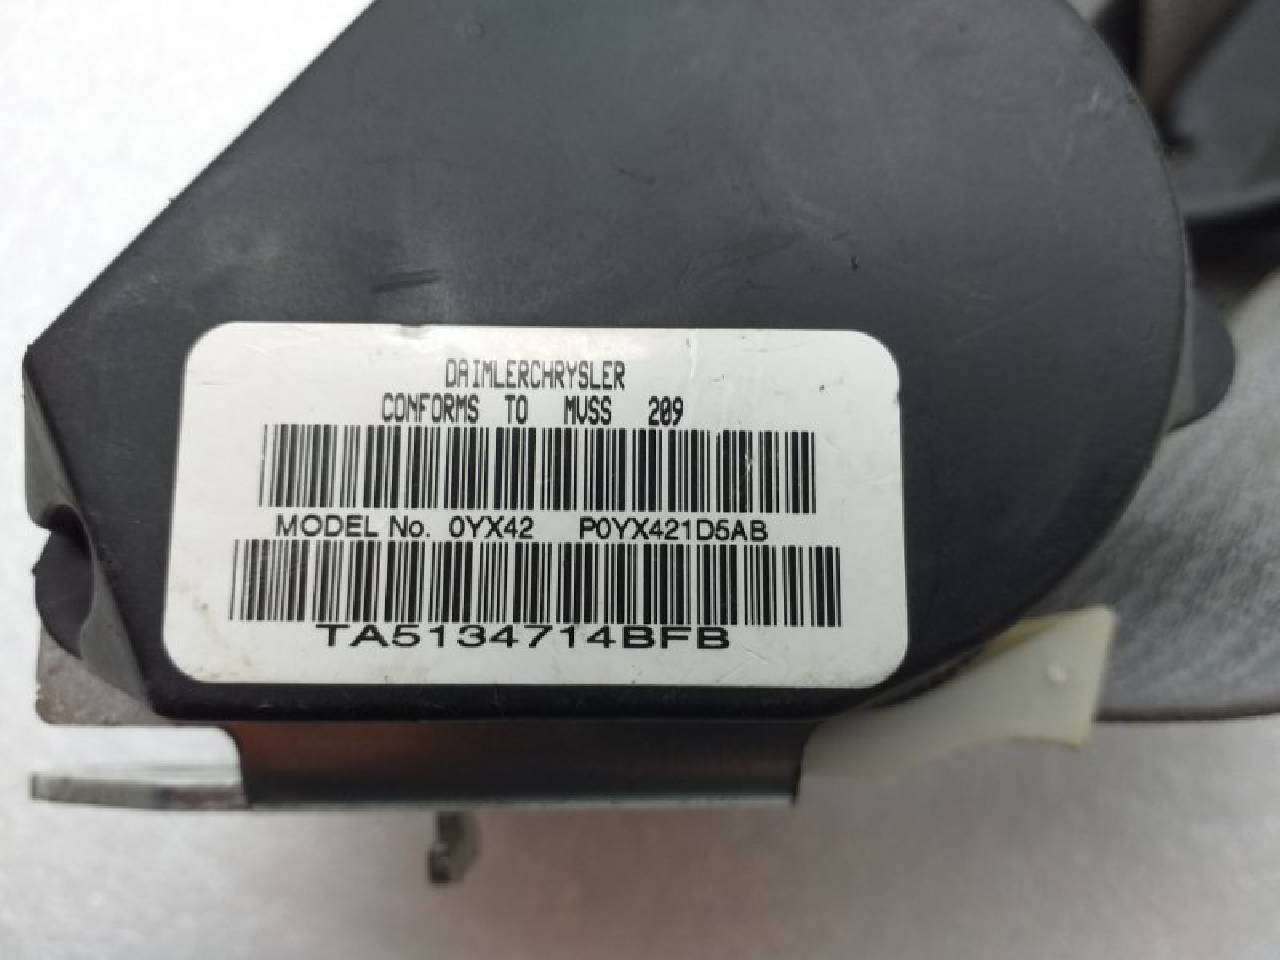 DAIMLERCHRYSLER
CONFORMS TO MVSS 209
MODEL No. 0YX42 P0YX421D5AB
TA5134714BFB